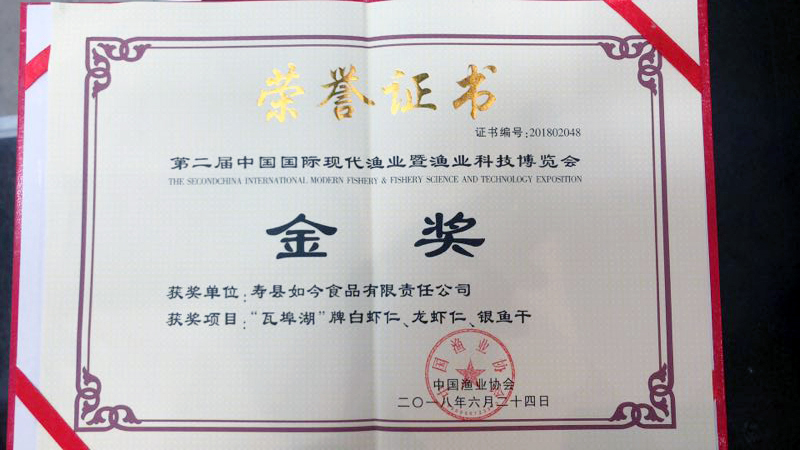 荣誉证书
证书编号:201802048
第二届中国国际现代渔业暨渔业科技博览会
THE SECONDCHINA INTERNATIONAL MODERN FISHERY & FISHERY SCIENCE AND TECHNOLOGY EXPOSITION
金奖
获奖单位:寿县如今食品有限责任公司
获奖项目:“瓦埠湖”牌白虾仁、龙虾仁、银鱼干
中国渔业协会
中国渔业协会
二〇一八年六月二十四日